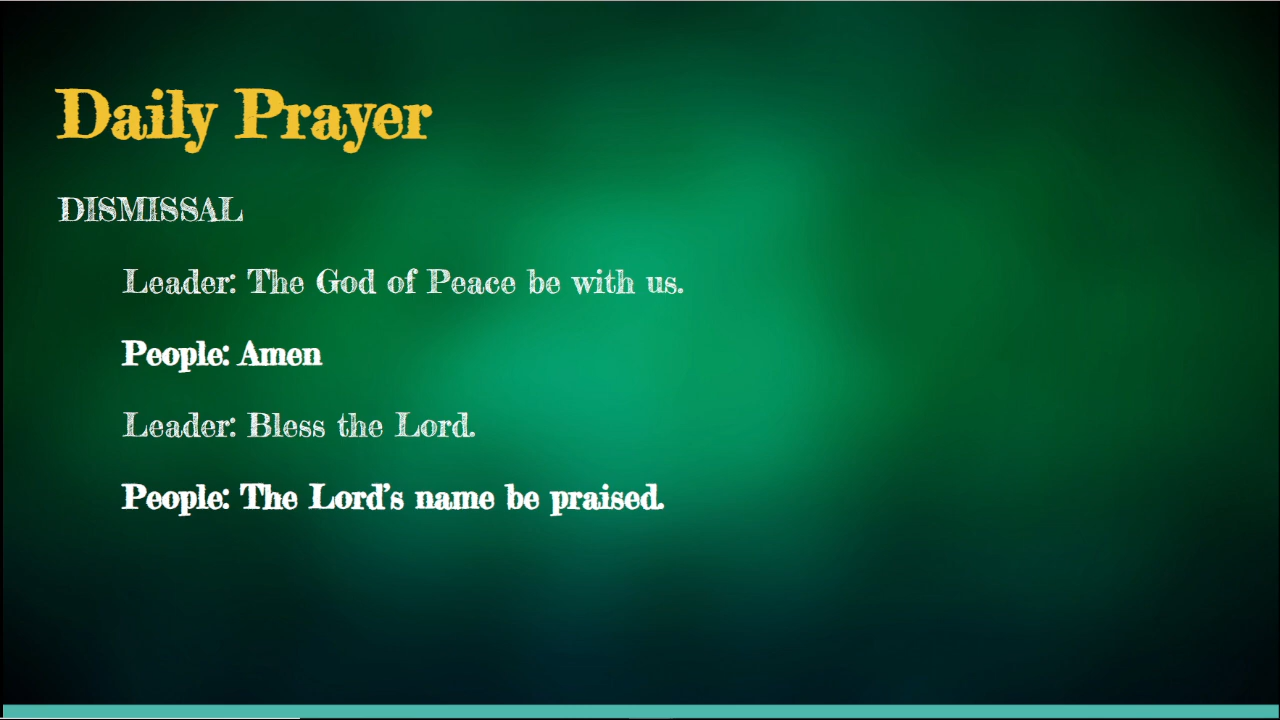 Daily Prayer
DISMISSAL
Leader: The God of Peace be with us.
People: Amen
Leader: Bless the Lord.
People: The Lord’s name be praised.